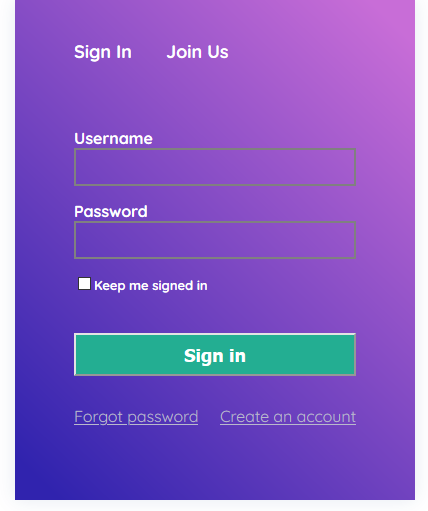 Sign In Join Us
Username
Password
Keep me signed in
Sign in
Forgot password Create an account